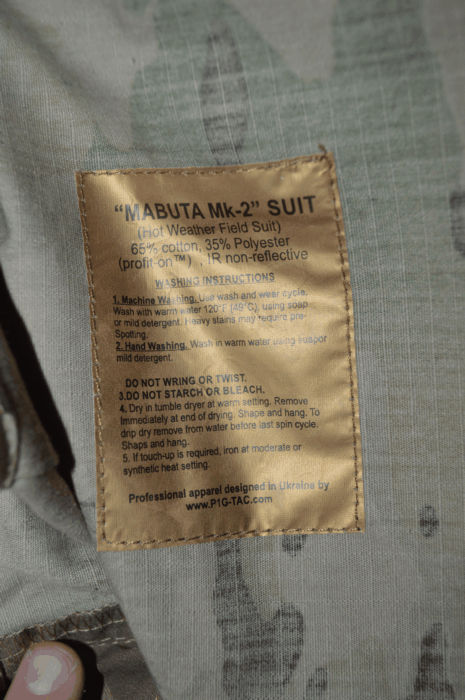 "MABUTA Mk-2" SUIT
(Hot Weather Field Suit)
65% cotton, 35% Polyester
(profit-on™) , IR non-reflective
WASHING INSTRUCTIONS
1. Machine Washing. Use wash and wear cycle.
Wash with warm water 120°F (49°C), using soap
or mild detergent. Heavy stains may require pre-
Spotting.
2. Hand Washing. Wash in warm water using suapor
mild detergent.
DO NOT WRING OR TWIST.
3.DO NOT STARCH OR BLEACH.
4. Dry in tumble dryer at warm setting. Remove
Immediately at end of drying. Shape and hang. To
drip dry remove from water before last spin cycle.
Shaps and hang.
5. If touch-up is required, iron at moderate or
synthetic heat setting.
Professional apparel designed in Ukraine by
www.P1G-TAC.com